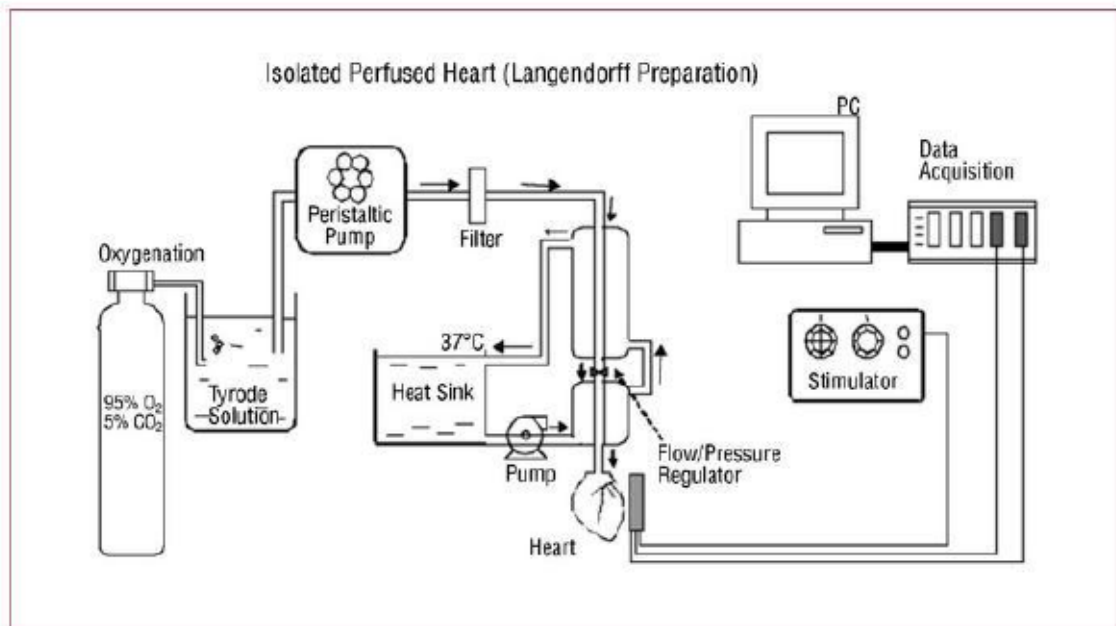 Isolated Perfused Heart (Langendorff Preparation)
PC
Data
Acquisition
Peristaltic
Pump
Filter
Oxygenation
37°C
Heat Sink
Stimulator
95% O₂
5% CO₂
Tyrode
Solution
Pump
Flow/Pressure
Regulator
Heart